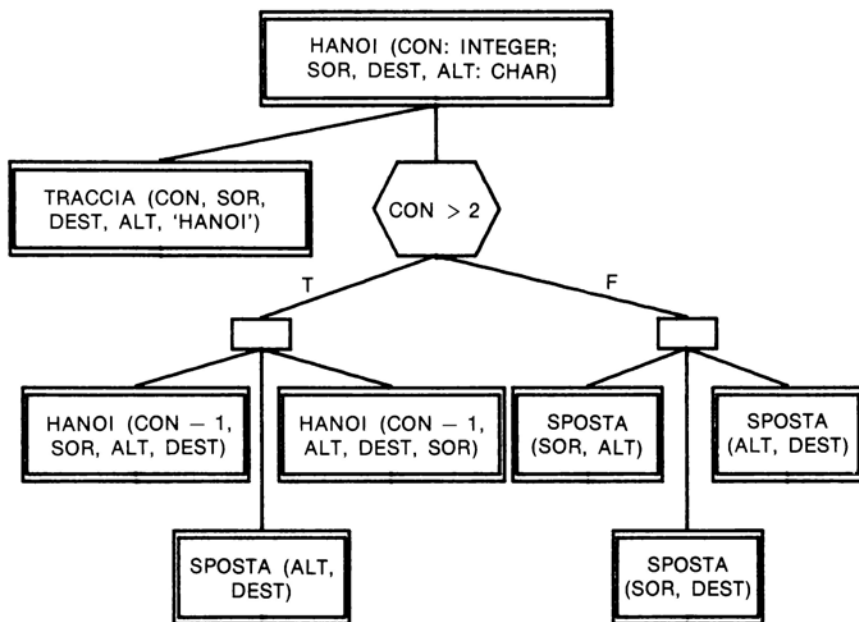 HANOI (CON: INTEGER;
SOR, DEST, ALT: CHAR)
TRACCIA (CON, SOR,
DEST, ALT, ‘HANOI’)
CON > 2
T
F
HANOI (CON – 1,
SOR, ALT, DEST)
HANOI (CON – 1,
ALT, DEST, SOR)
SPOSTA
(SOR, ALT)
SPOSTA
(ALT, DEST)
SPOSTA (ALT,
DEST)
SPOSTA
(SOR, DEST)